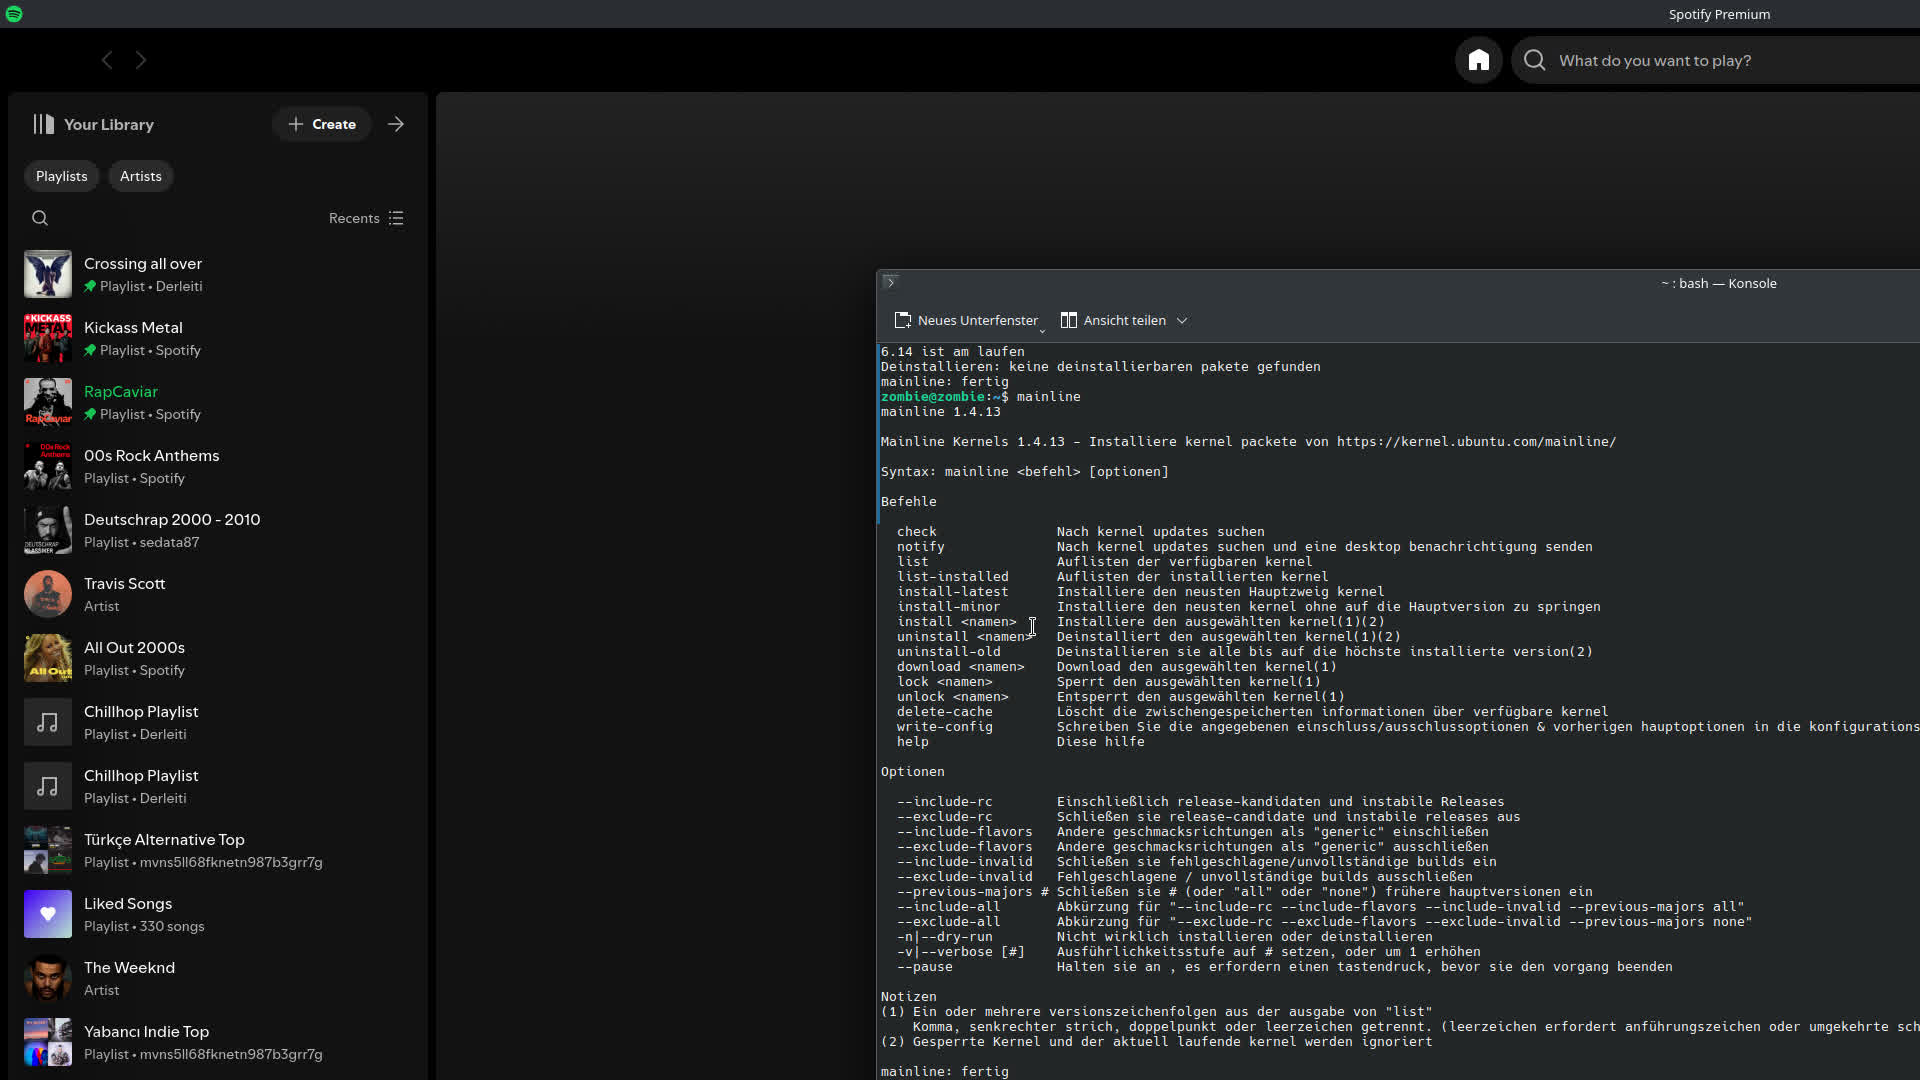 Spotify Premium
What do you want to play?
Your Library
Create
Playlists
Artists
Recents
Crossing all over
Playlist • Derleiti
KICKASS
METAL
Kickass Metal
Playlist • Spotify
RapCaviar
RapCaviar
Playlist • Spotify
00s Rock
Anthems
00s Rock Anthems
Playlist • Spotify
DEUTSCHRAP
KLASSIKER
Deutschrap 2000 - 2010
Playlist • sedata87
Travis Scott
Artist
All Out
All Out 2000s
Playlist • Spotify
Chillhop Playlist
Playlist • Derleiti
Chillhop Playlist
Playlist • Derleiti
Türkçe Alternative Top
Playlist • mvns5ll68fknetn987b3grr7g
Liked Songs
Playlist • 330 songs
The Weeknd
Artist
Yabancı Indie Top
Playlist • mvns5ll68fknetn987b3grr7g
~ : bash — Konsole
Neues Unterfenster
Ansicht teilen
6.14 ist am laufen
Deinstallieren: keine deinstallierbaren pakete gefunden
mainline: fertig
zombie@zombie:~$ mainline
mainline 1.4.13
Mainline Kernels 1.4.13 - Installiere kernel packete von https://kernel.ubuntu.com/mainline/
Syntax: mainline <befehl> [optionen]
Befehle
check Nach kernel updates suchen
notify Nach kernel updates suchen und eine desktop benachrichtigung senden
list Auflisten der verfügbaren kernel
list-installed Auflisten der installierten kernel
install-latest Installiere den neusten Hauptzweig kernel
install-minor Installiere den neusten kernel ohne auf die Hauptversion zu springen
install <namen> Installiere den ausgewählten kernel(1)(2)
uninstall <namen> Deinstalliert den ausgewählten kernel(1)(2)
uninstall-old Deinstallieren sie alle bis auf die höchste installierte version(2)
download <namen> Download den ausgewählten kernel(1)
lock <namen> Sperrt den ausgewählten kernel(1)
unlock <namen> Entsperrt den ausgewählten kernel(1)
delete-cache Löscht die zwischengespeicherten informationen über verfügbare kernel
write-config Schreiben Sie die angegebenen einschluss/ausschlussoptionen & vorherigen hauptoptionen in die konfigurations
help Diese hilfe
Optionen
--include-rc Einschließlich release-kandidaten und instabile Releases
--exclude-rc Schließen sie release-candidate und instabile releases aus
--include-flavors Andere geschmacksrichtungen als "generic" einschließen
--exclude-flavors Andere geschmacksrichtungen als "generic" ausschließen
--include-invalid Schließen sie fehlgeschlagene/unvollständige builds ein
--exclude-invalid Fehlgeschlagene / unvollständige builds ausschließen
--previous-majors # Schließen sie # (oder "all" oder "none") frühere hauptversionen ein
--include-all Abkürzung für "--include-rc --include-flavors --include-invalid --previous-majors all"
--exclude-all Abkürzung für "--exclude-rc --exclude-flavors --exclude-invalid --previous-majors none"
-n|--dry-run Nicht wirklich installieren oder deinstallieren
-v|--verbose [#] Ausführlichkeitsstufe auf # setzen, oder um 1 erhöhen
--pause Halten sie an , es erfordern einen tastendruck, bevor sie den vorgang beenden
Notizen
(1) Ein oder mehrere versionszeichenfolgen aus der ausgabe von "list"
Komma, senkrechter strich, doppelpunkt oder leerzeichen getrennt. (leerzeichen erfordert anführungszeichen oder umgekehrte sch
(2) Gesperrte Kernel und der aktuell laufende kernel werden ignoriert
mainline: fertig